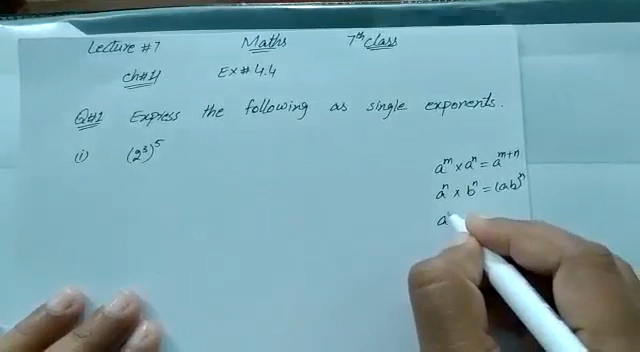 Lecture #7 Maths 7th class
ch#4 Ex#4.4
Q#1 Express the following as single exponents.
(i) (2³)⁵
aᵐ x aⁿ = aᵐ⁺ⁿ
aⁿ x bⁿ = (ab)ⁿ
a